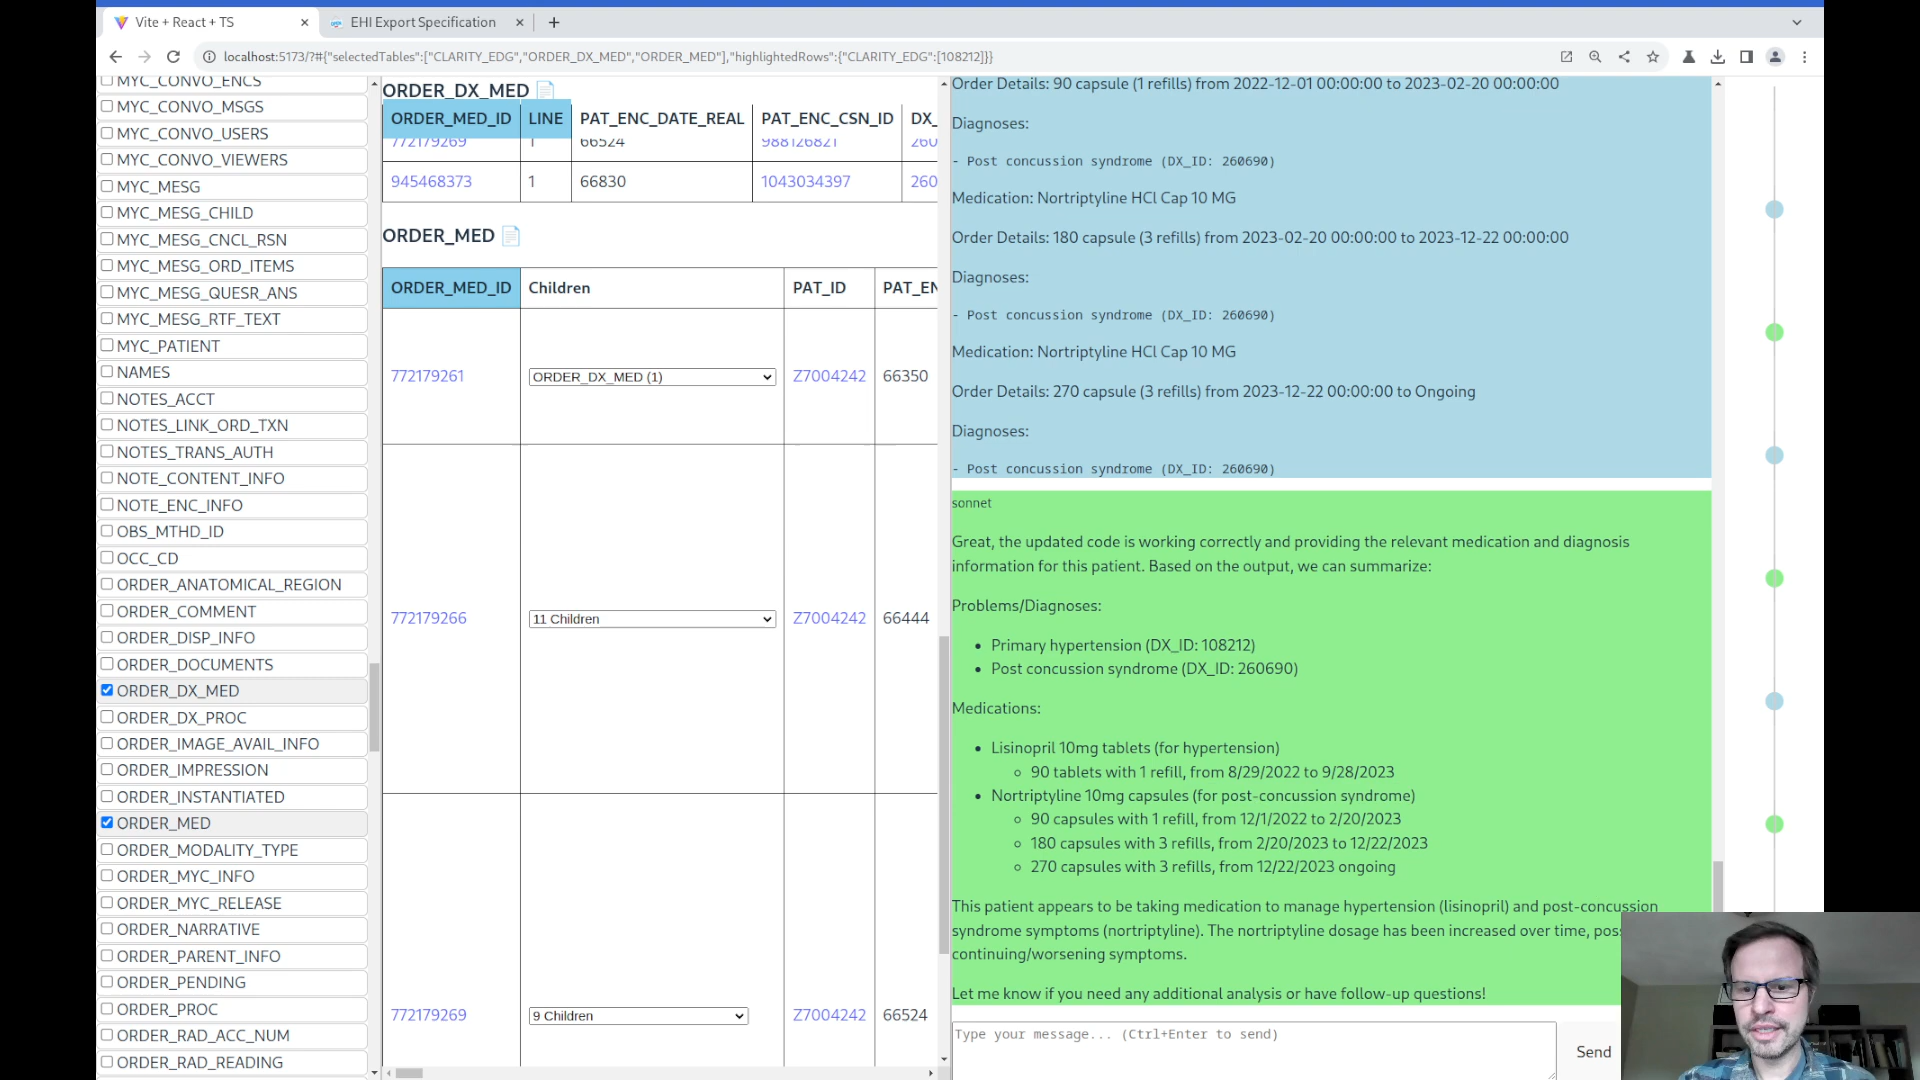 Vite + React + TS
EHI Export Specification
localhost:5173/?#{"selectedTables":["CLARITY_EDG","ORDER_DX_MED","ORDER_MED"],"highlightedRows":{"CLARITY_EDG":[108212]}}
MYC_CONVO_ENCS
MYC_CONVO_MSGS
MYC_CONVO_USERS
MYC_CONVO_VIEWERS
MYC_MESG
MYC_MESG_CHILD
MYC_MESG_CNCL_RSN
MYC_MESG_ORD_ITEMS
MYC_MESG_QUESR_ANS
MYC_MESG_RTF_TEXT
MYC_PATIENT
NAMES
NOTES_ACCT
NOTES_LINK_ORD_TXN
NOTES_TRANS_AUTH
NOTE_CONTENT_INFO
NOTE_ENC_INFO
OBS_MTHD_ID
OCC_CD
ORDER_ANATOMICAL_REGION
ORDER_COMMENT
ORDER_DISP_INFO
ORDER_DOCUMENTS
ORDER_DX_MED
ORDER_DX_PROC
ORDER_IMAGE_AVAIL_INFO
ORDER_IMPRESSION
ORDER_INSTANTIATED
ORDER_MED
ORDER_MODALITY_TYPE
ORDER_MYC_INFO
ORDER_MYC_RELEASE
ORDER_NARRATIVE
ORDER_PARENT_INFO
ORDER_PENDING
ORDER_PROC
ORDER_RAD_ACC_NUM
ORDER_RAD_READING
ORDER_DX_MED
ORDER_MED_ID LINE PAT_ENC_DATE_REAL PAT_ENC_CSN_ID DX_
772179269 1 66524 988126821 260
945468373 1 66830 1043034397 260
ORDER_MED
ORDER_MED_ID Children PAT_ID PAT_EN
772179261 ORDER_DX_MED (1) Z7004242 66350
772179266 11 Children Z7004242 66444
772179269 9 Children Z7004242 66524
Order Details: 90 capsule (1 refills) from 2022-12-01 00:00:00 to 2023-02-20 00:00:00
Diagnoses:
- Post concussion syndrome (DX_ID: 260690)
Medication: Nortriptyline HCl Cap 10 MG
Order Details: 180 capsule (3 refills) from 2023-02-20 00:00:00 to 2023-12-22 00:00:00
Diagnoses:
- Post concussion syndrome (DX_ID: 260690)
Medication: Nortriptyline HCl Cap 10 MG
Order Details: 270 capsule (3 refills) from 2023-12-22 00:00:00 to Ongoing
Diagnoses:
- Post concussion syndrome (DX_ID: 260690)
sonnet
Great, the updated code is working correctly and providing the relevant medication and diagnosis
information for this patient. Based on the output, we can summarize:
Problems/Diagnoses:
• Primary hypertension (DX_ID: 108212)
• Post concussion syndrome (DX_ID: 260690)
Medications:
• Lisinopril 10mg tablets (for hypertension)
◦ 90 tablets with 1 refill, from 8/29/2022 to 9/28/2023
• Nortriptyline 10mg capsules (for post-concussion syndrome)
◦ 90 capsules with 1 refill, from 12/1/2022 to 2/20/2023
◦ 180 capsules with 3 refills, from 2/20/2023 to 12/22/2023
◦ 270 capsules with 3 refills, from 12/22/2023 ongoing
This patient appears to be taking medication to manage hypertension (lisinopril) and post-concussion
syndrome symptoms (nortriptyline). The nortriptyline dosage has been increased over time, pos
continuing/worsening symptoms.
Let me know if you need any additional analysis or have follow-up questions!
Type your message... (Ctrl+Enter to send)
Send